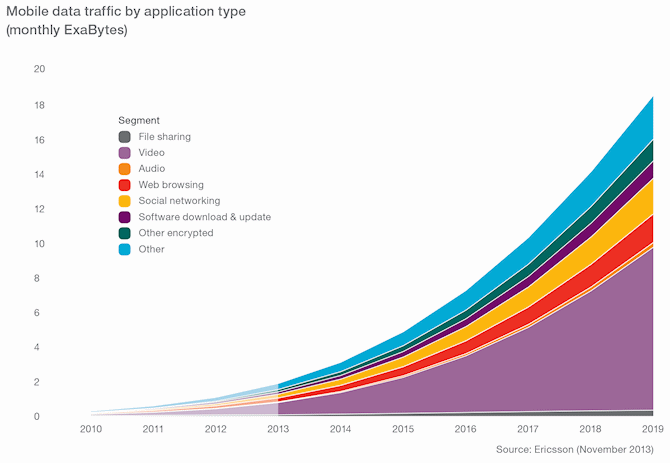 Mobile data traffic by application type
(monthly ExaBytes)
20
18
16
14
12
10
8
6
4
2
0
Segment
File sharing
Video
Audio
Web browsing
Social networking
Software download & update
Other encrypted
Other
2010 2011 2012 2013 2014 2015 2016 2017 2018 2019
Source: Ericsson (November 2013)